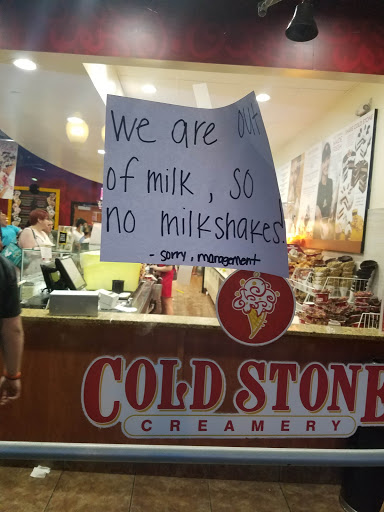 we are out
of milk, so
no milkshakes!
- sorry, management
COLD STONE
CREAMERY